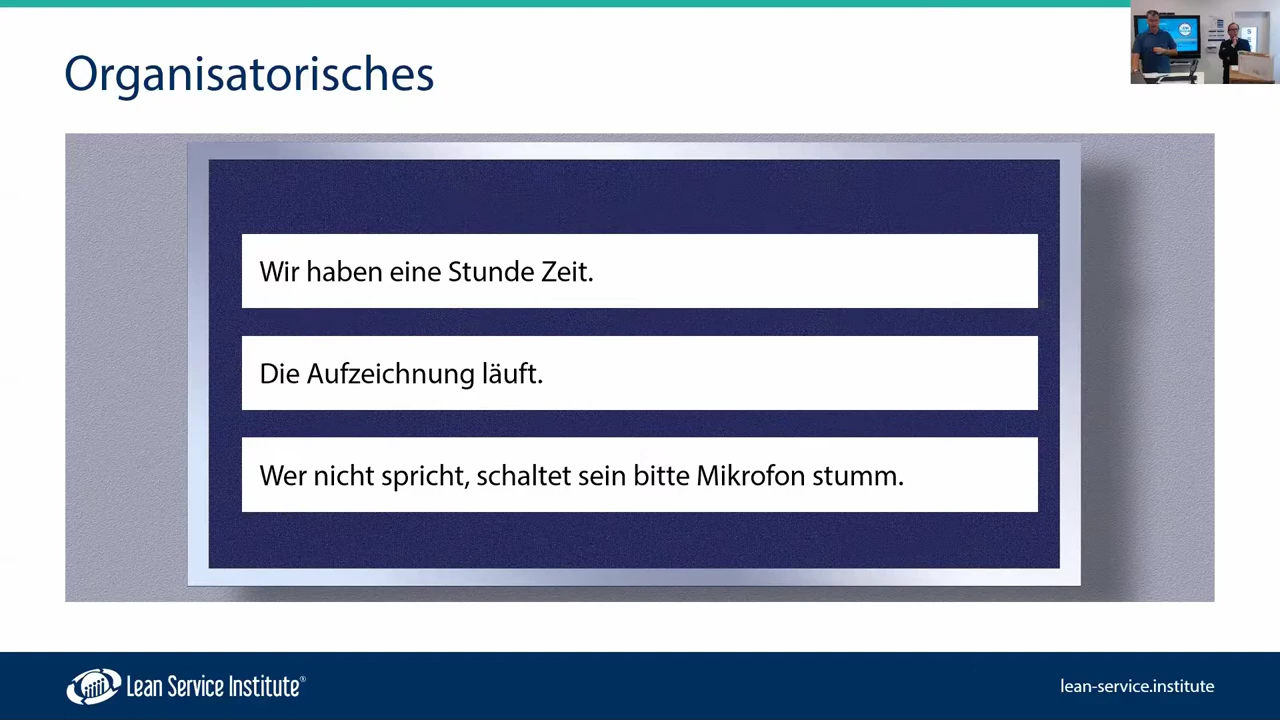 Organisatorisches
Wir haben eine Stunde Zeit.
Die Aufzeichnung läuft.
Wer nicht spricht, schaltet sein bitte Mikrofon stumm.
Lean Service Institute®
lean-service.institute